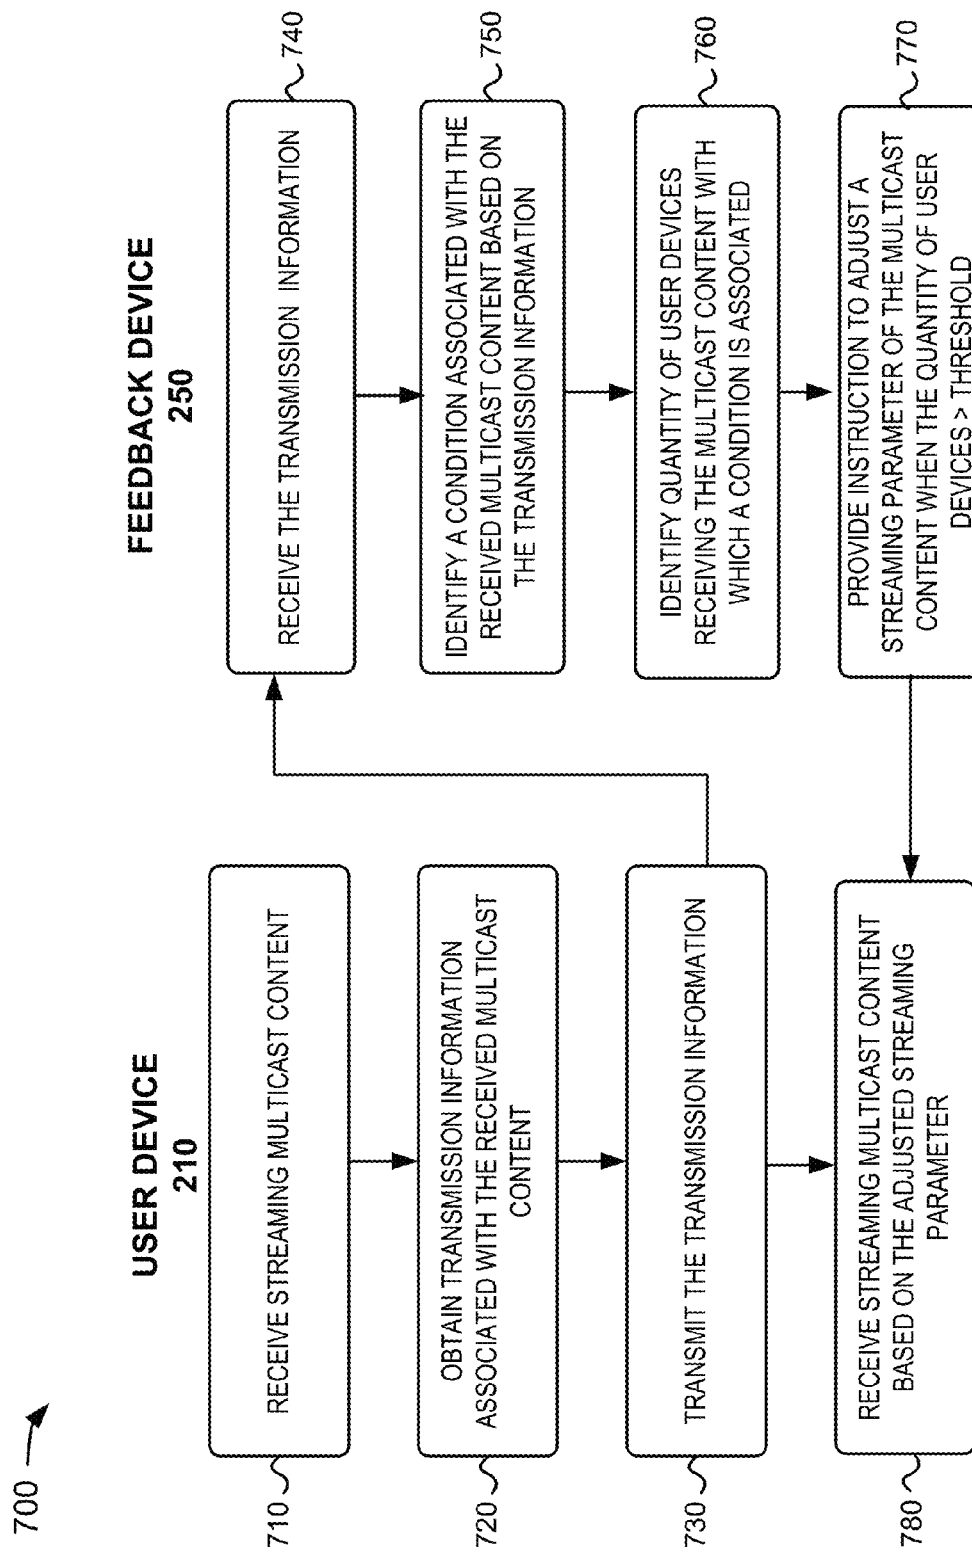 700
USER DEVICE
210
FEEDBACK DEVICE
250
710
RECEIVE STREAMING MULTICAST CONTENT
720
OBTAIN TRANSMISSION INFORMATION
ASSOCIATED WITH THE RECEIVED MULTICAST
CONTENT
730
TRANSMIT THE TRANSMISSION INFORMATION
740
RECEIVE THE TRANSMISSION INFORMATION
750
IDENTIFY A CONDITION ASSOCIATED WITH THE
RECEIVED MULTICAST CONTENT BASED ON
THE TRANSMISSION INFORMATION
760
IDENTIFY QUANTITY OF USER DEVICES
RECEIVING THE MULTICAST CONTENT WITH
WHICH A CONDITION IS ASSOCIATED
770
PROVIDE INSTRUCTION TO ADJUST A
STREAMING PARAMETER OF THE MULTICAST
CONTENT WHEN THE QUANTITY OF USER
DEVICES > THRESHOLD
780
RECEIVE STREAMING MULTICAST CONTENT
BASED ON THE ADJUSTED STREAMING
PARAMETER